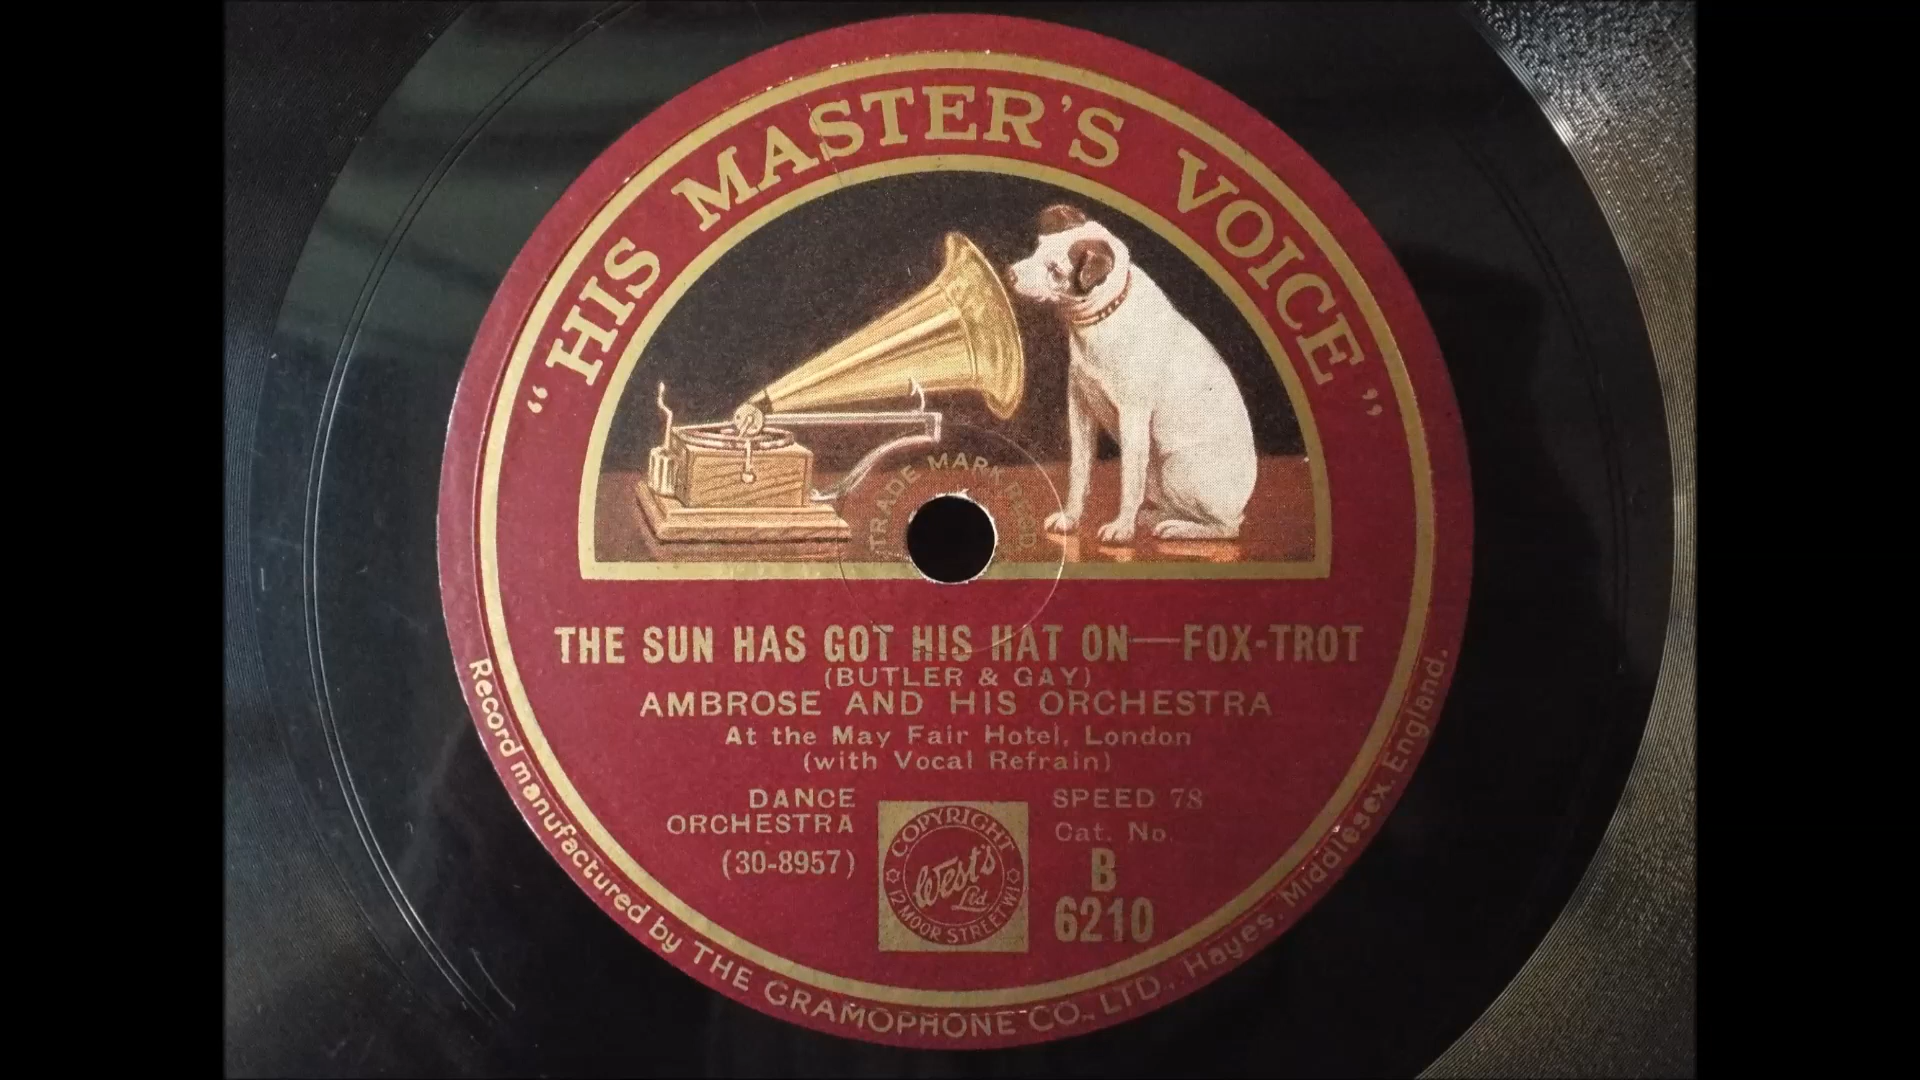 “HIS MASTER'S VOICE”
TRADE MARK REGD
THE SUN HAS GOT HIS HAT ON—FOX-TROT
(BUTLER & GAY)
AMBROSE AND HIS ORCHESTRA
At the May Fair Hotel, London
(with Vocal Refrain)
DANCE
ORCHESTRA
(30-8957)
COPYRIGHT
West's
Ltd
12 MOOR STREET W1
SPEED 78
Cat. No.
B
6210
Record manufactured by THE GRAMOPHONE CO., LTD., Hayes, Middlesex, England.